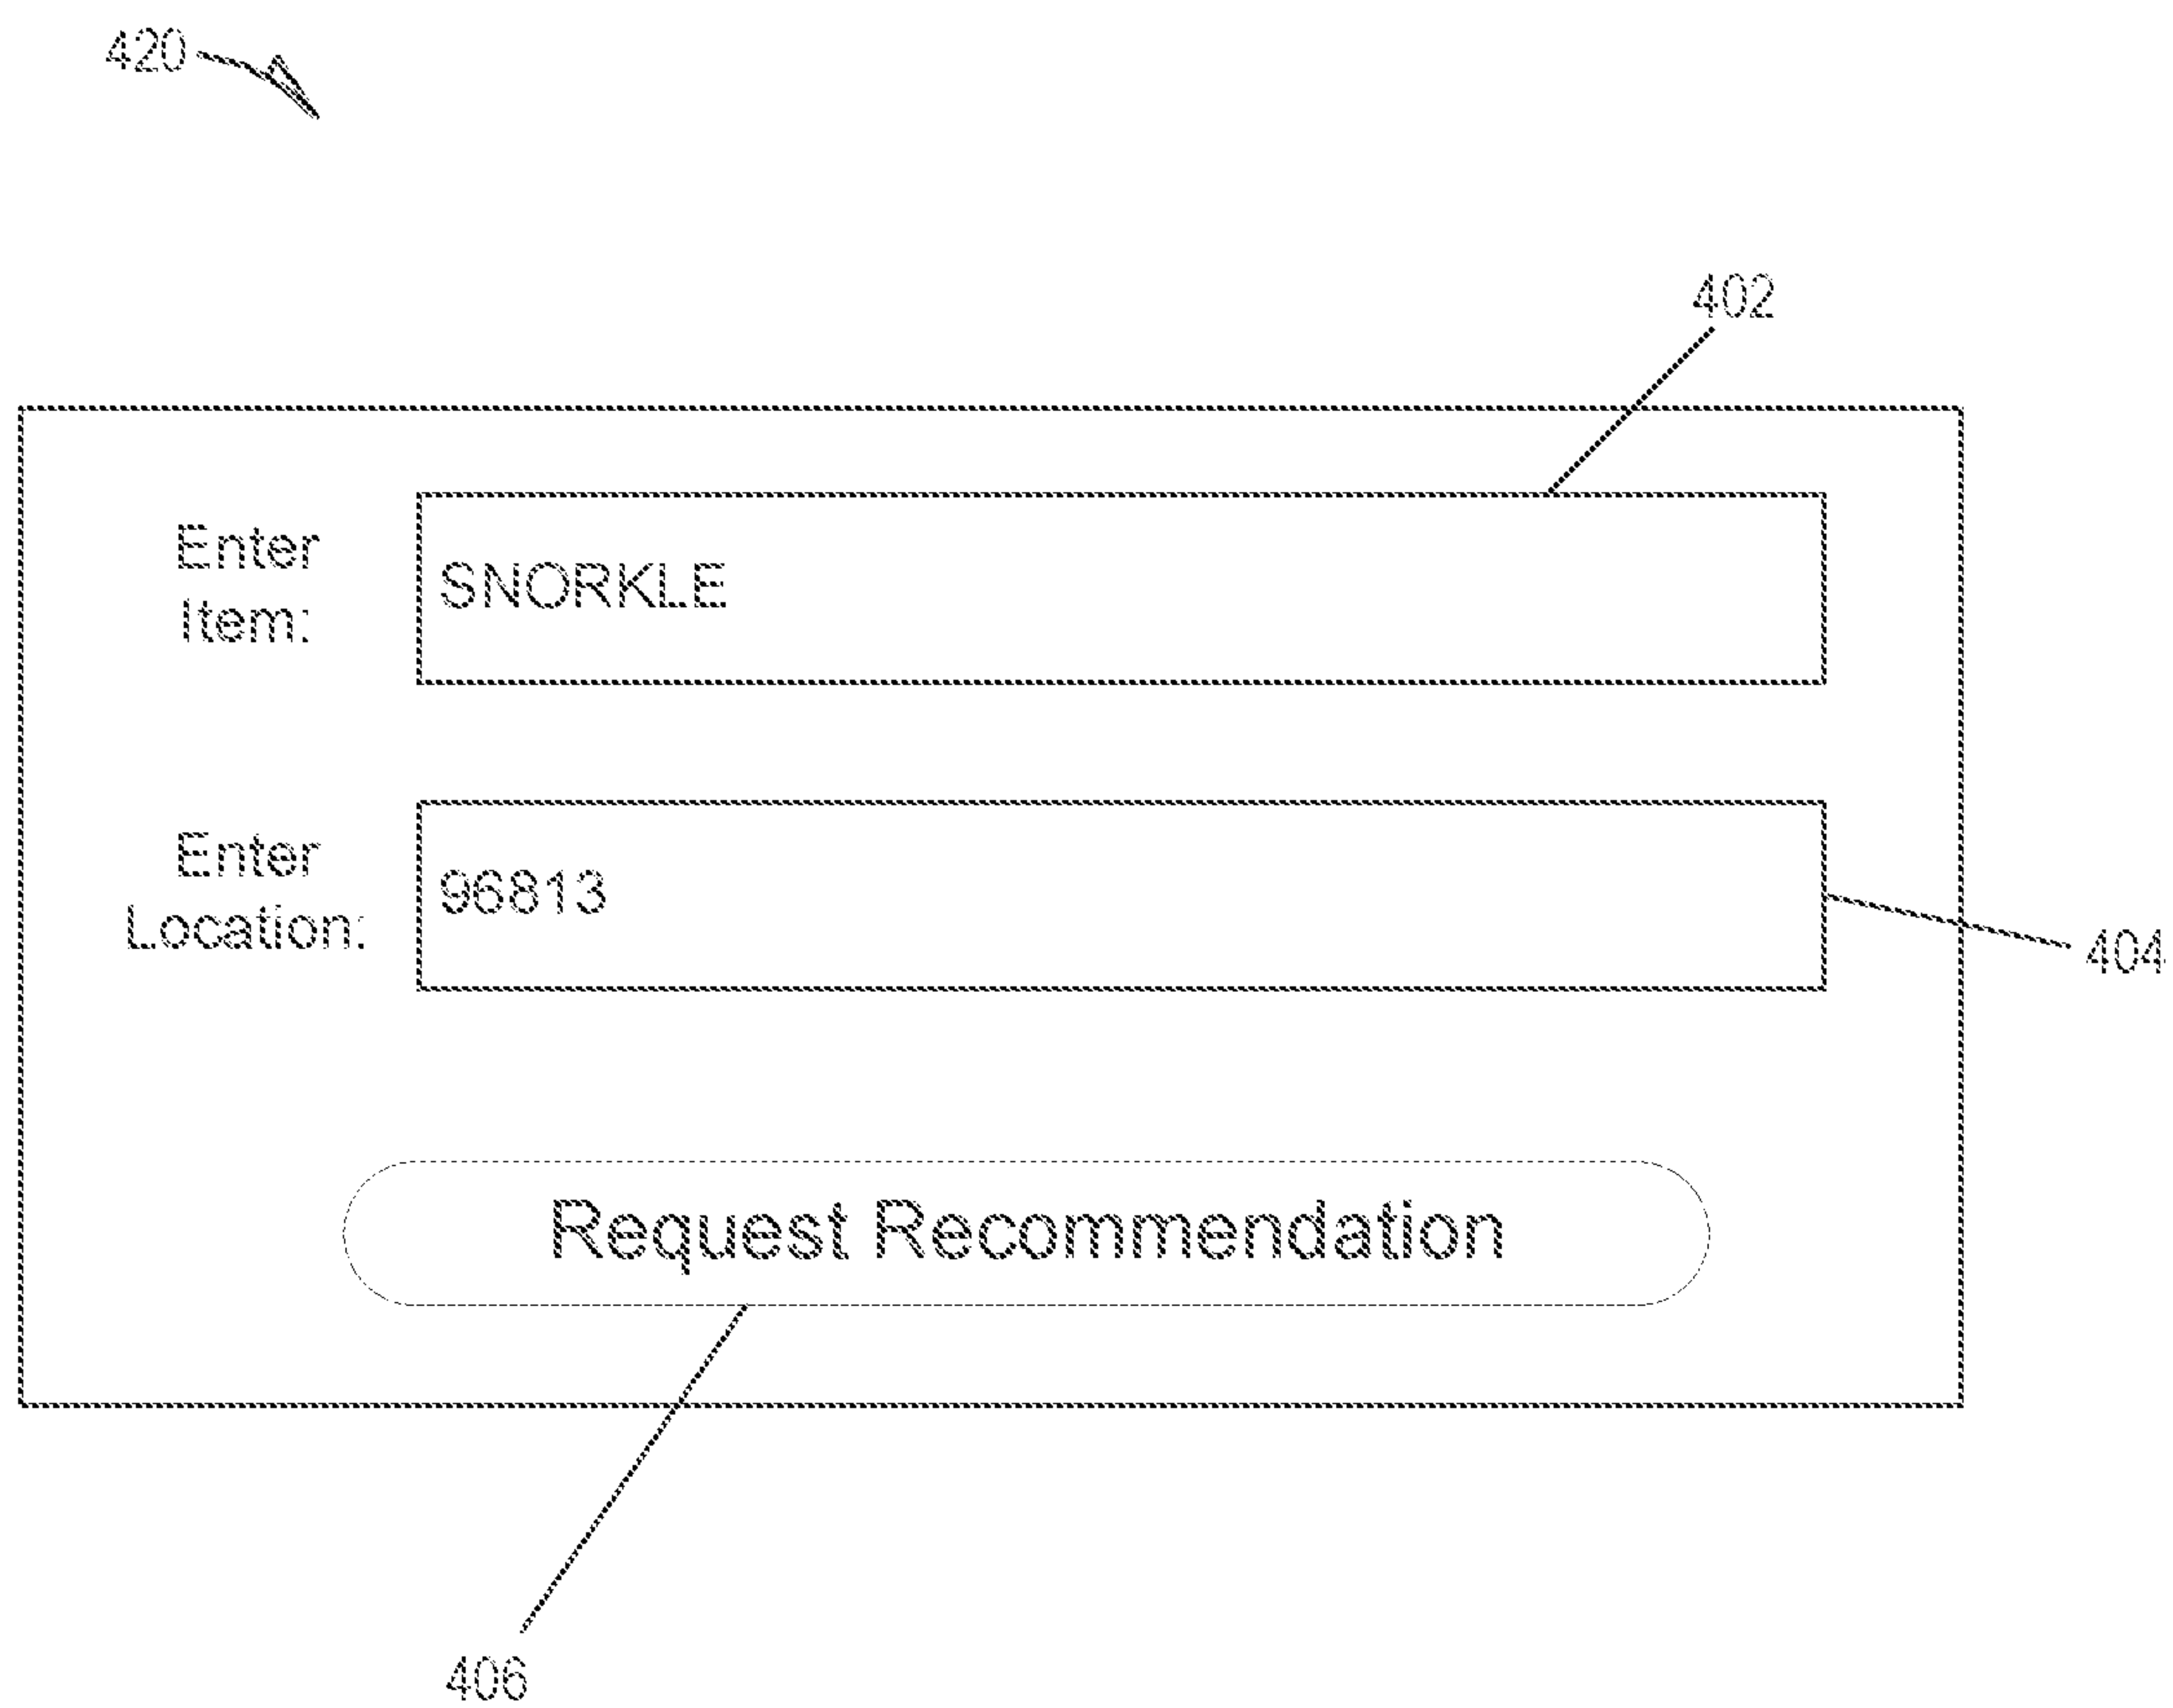 420
402
Enter
Item:
SNORKLE
Enter
Location:
96813
404
Request Recommendation
406